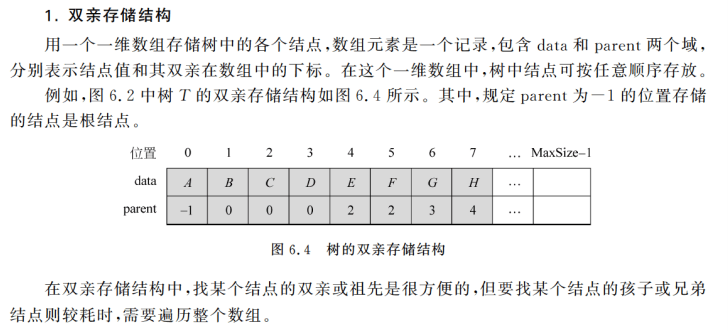 1. 双亲存储结构
用一个一维数组存储树中的各个结点,数组元素是一个记录,包含 data 和 parent 两个域,
分别表示结点值和其双亲在数组中的下标。在这个一维数组中,树中结点可按任意顺序存放。
例如,图 6.2 中树 T 的双亲存储结构如图 6.4 所示。其中,规定 parent 为-1 的位置存储
的结点是根结点。
位置 0 1 2 3 4 5 6 7 … MaxSize–1
data A B C D E F G H …
parent –1 0 0 0 2 2 3 4 …
图 6.4 树的双亲存储结构
在双亲存储结构中,找某个结点的双亲或祖先是很方便的,但要找某个结点的孩子或兄弟
结点则较耗时,需要遍历整个数组。